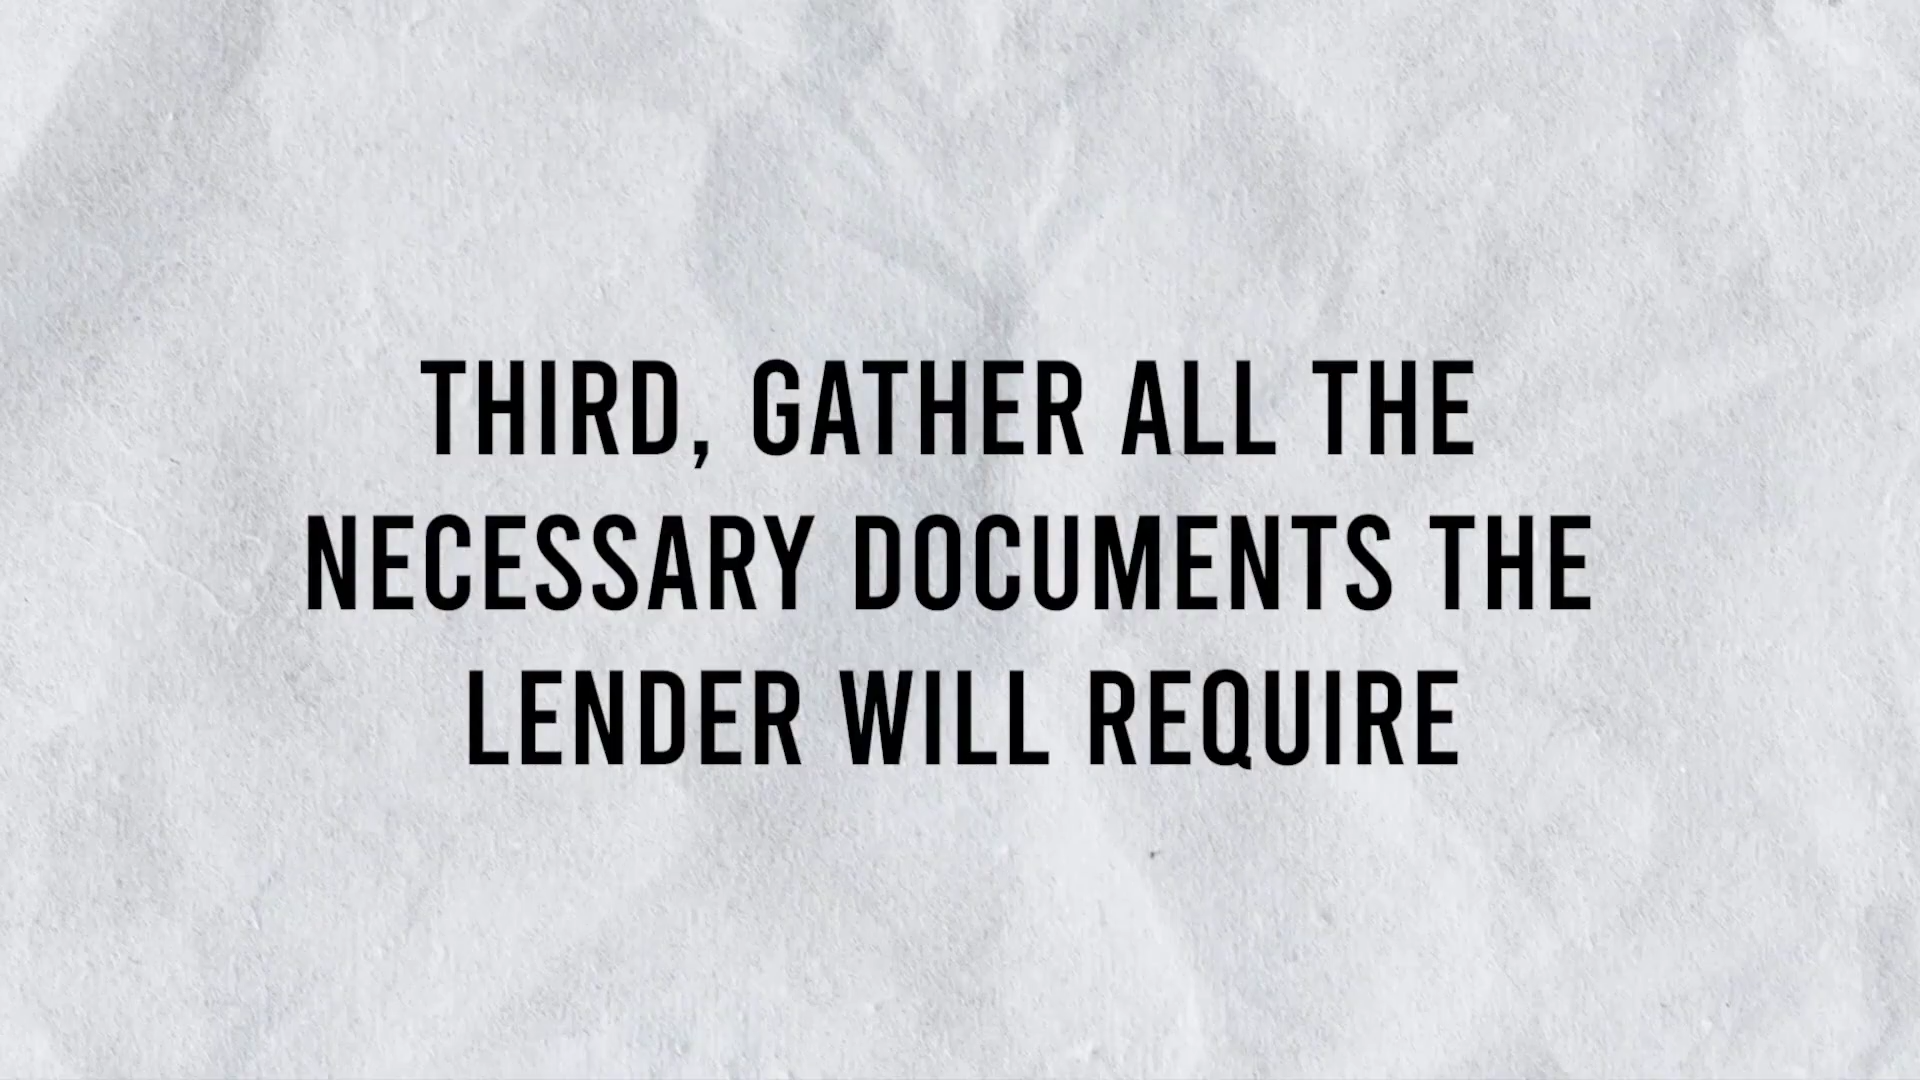 THIRD, GATHER ALL THE
NECESSARY DOCUMENTS THE
LENDER WILL REQUIRE